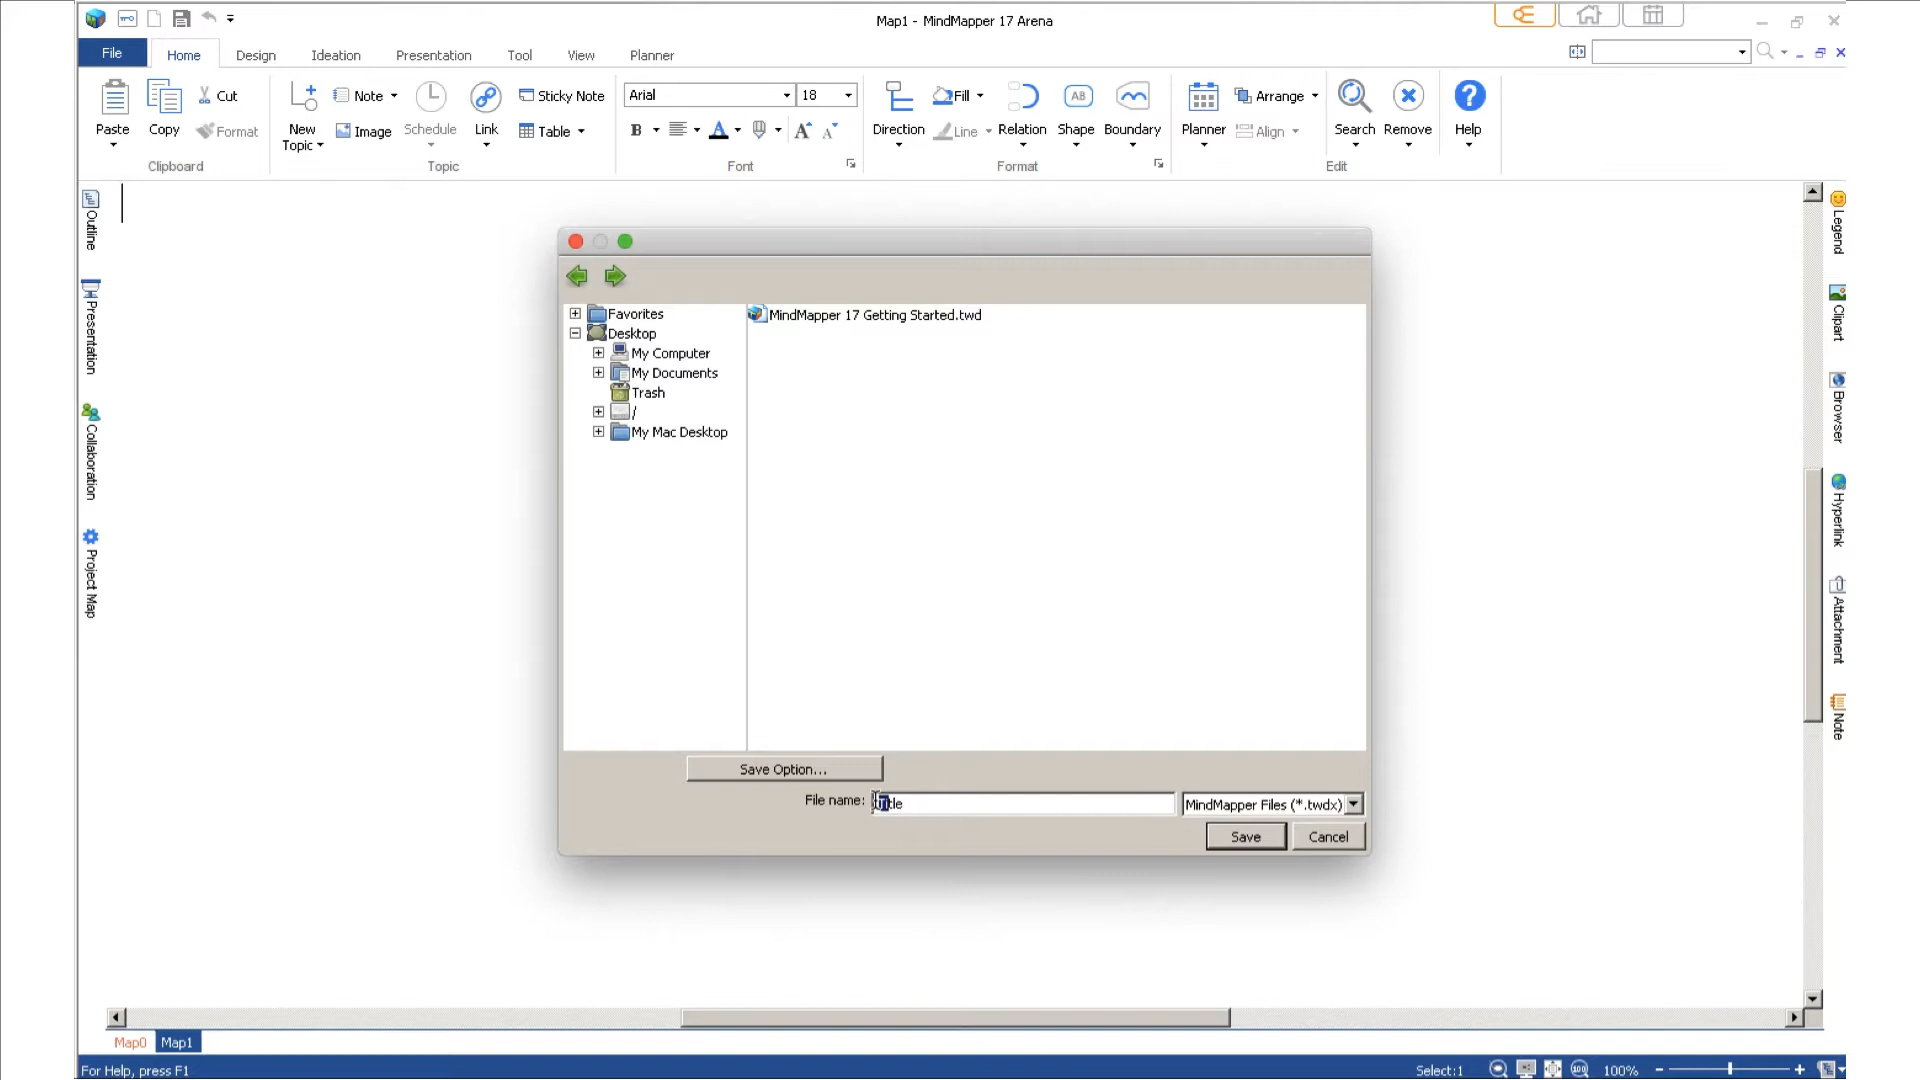 Map1 - MindMapper 17 Arena
File Home Design Ideation Presentation Tool View Planner
Paste
Copy
Cut
Format
Clipboard
New
Topic
Note
Image
Schedule
Link
Sticky Note
Table
Topic
Arial 18
B A A A
Font
Direction
Fill
Line
Relation
AB
Shape
Boundary
Format
Planner
Arrange
Align
Search
Remove
Edit
?
Help
Outline
Presentation
Collaboration
Project Map
Favorites
Desktop
My Computer
My Documents
Trash
/
My Mac Desktop
MindMapper 17 Getting Started.twd
Save Option...
File name:
MindMapper Files (*.twdx)
Save Cancel
Legend
Clipart
Browser
Hyperlink
Attachment
Note
Map0 Map1
For Help, press F1
Select:1
100%